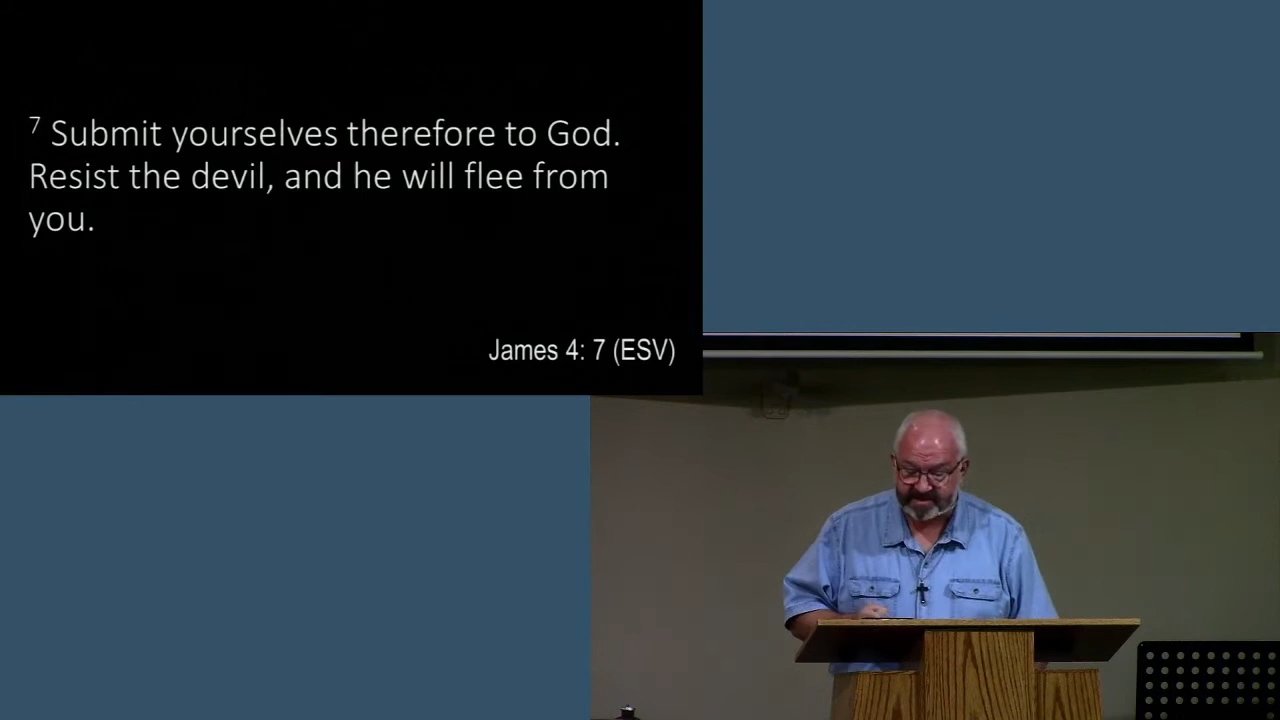 7 Submit yourselves therefore to God.
Resist the devil, and he will flee from
you.
James 4: 7 (ESV)